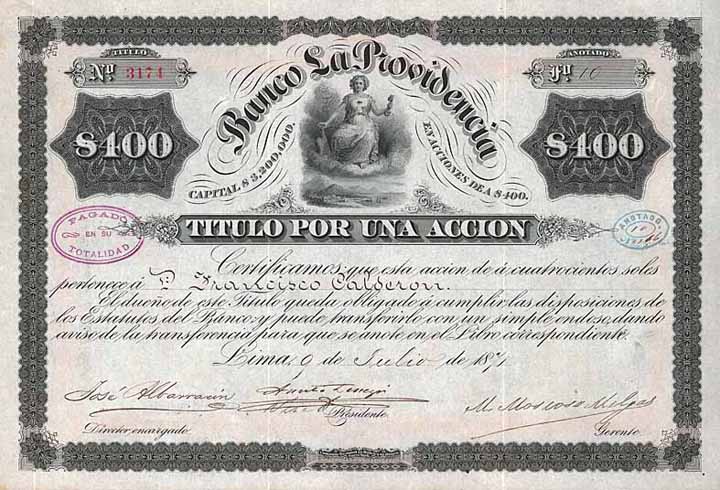 TITULO
Nº 3174
ANOTADO
Fº 10
Banco La Providencia
CAPITAL $ 3,200,000.
EN ACCIONES DE A $400.
$400
$400
PAGADO
EN SU
TOTALIDAD
ANOTADO
TITULO POR UNA ACCION
Certificamos que esta accion de á cuatrocientos soles
pertenece á D. Francisco Calderon.
El dueño de este Titulo queda obligado á cumplir las disposiciones de
los Estatutos del Banco: y puede transferirlo con un simple endose, dando
aviso de la transferencia para que se anote en el Libro correspondiente.
Lima, 9 de Julio de 187
José Albarracin
M. Moscoso Melgar
Director encargado.
Presidente
Gerente.